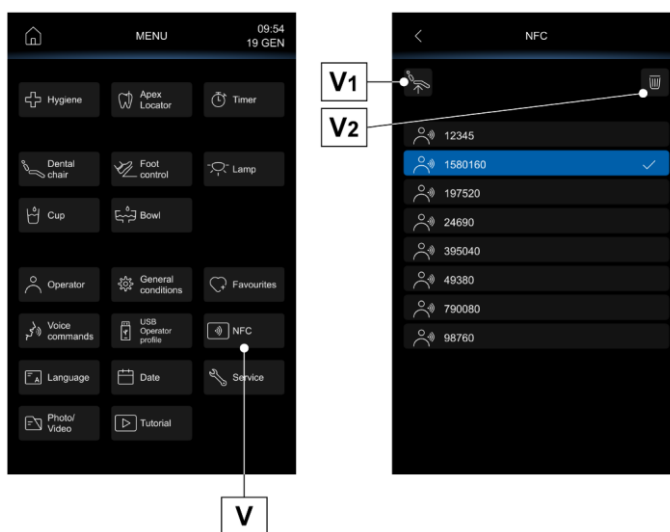 MENU
09:54
19 GEN
Hygiene
Apex
Locator
Timer
Dental
chair
Foot
control
Lamp
Cup
Bowl
Operator
General
conditions
Favourites
Voice
commands
USB
Operator
profile
NFC
Language
Date
Service
Photo/
Video
Tutorial
V
V1
V2
NFC
12345
1580160
197520
24690
395040
49380
790080
98760